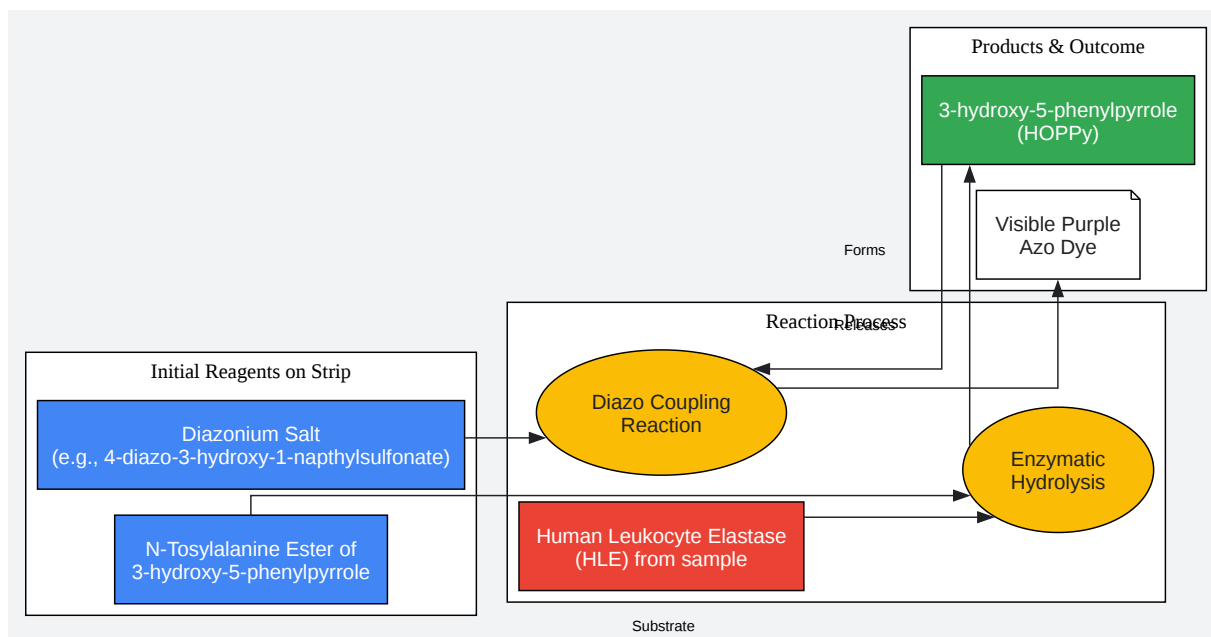 Products & Outcome
3-hydroxy-5-phenylpyrrole
(HOPPy)
Visible Purple
Azo Dye
Forms
Reaction Process
Releases
Initial Reagents on Strip
Diazonium Salt
(e.g., 4-diazo-3-hydroxy-1-napthylsulfonate)
Diazo Coupling
Reaction
Enzymatic
Hydrolysis
N-Tosylalanine Ester of
3-hydroxy-5-phenylpyrrole
Human Leukocyte Elastase
(HLE) from sample
Substrate